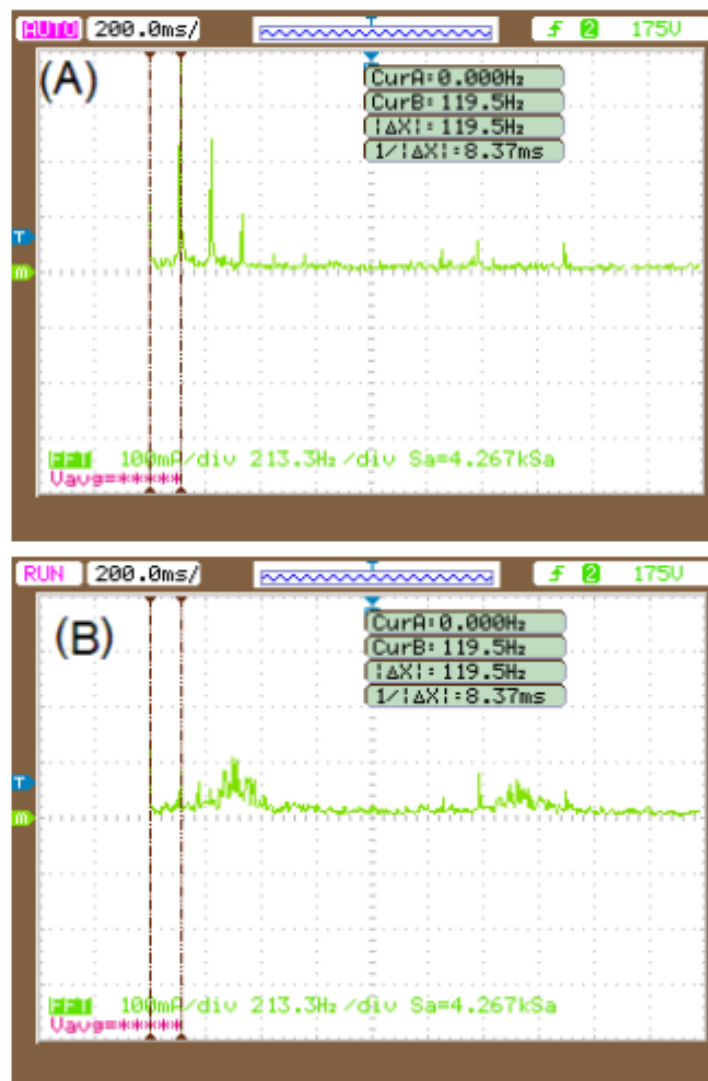 AUTO 200.0ms/ T f 2 175V
(A)
CurA:0.000Hz
CurB:119.5Hz
|ΔX|:119.5Hz
1/|ΔX|:8.37ms
T
m
FFT 100mA/div 213.3Hz/div Sa=4.267kSa
Vavg=*****
RUN 200.0ms/ T f 2 175V
(B)
CurA:0.000Hz
CurB:119.5Hz
|ΔX|:119.5Hz
1/|ΔX|:8.37ms
T
m
FFT 100mA/div 213.3Hz/div Sa=4.267kSa
Vavg=*****